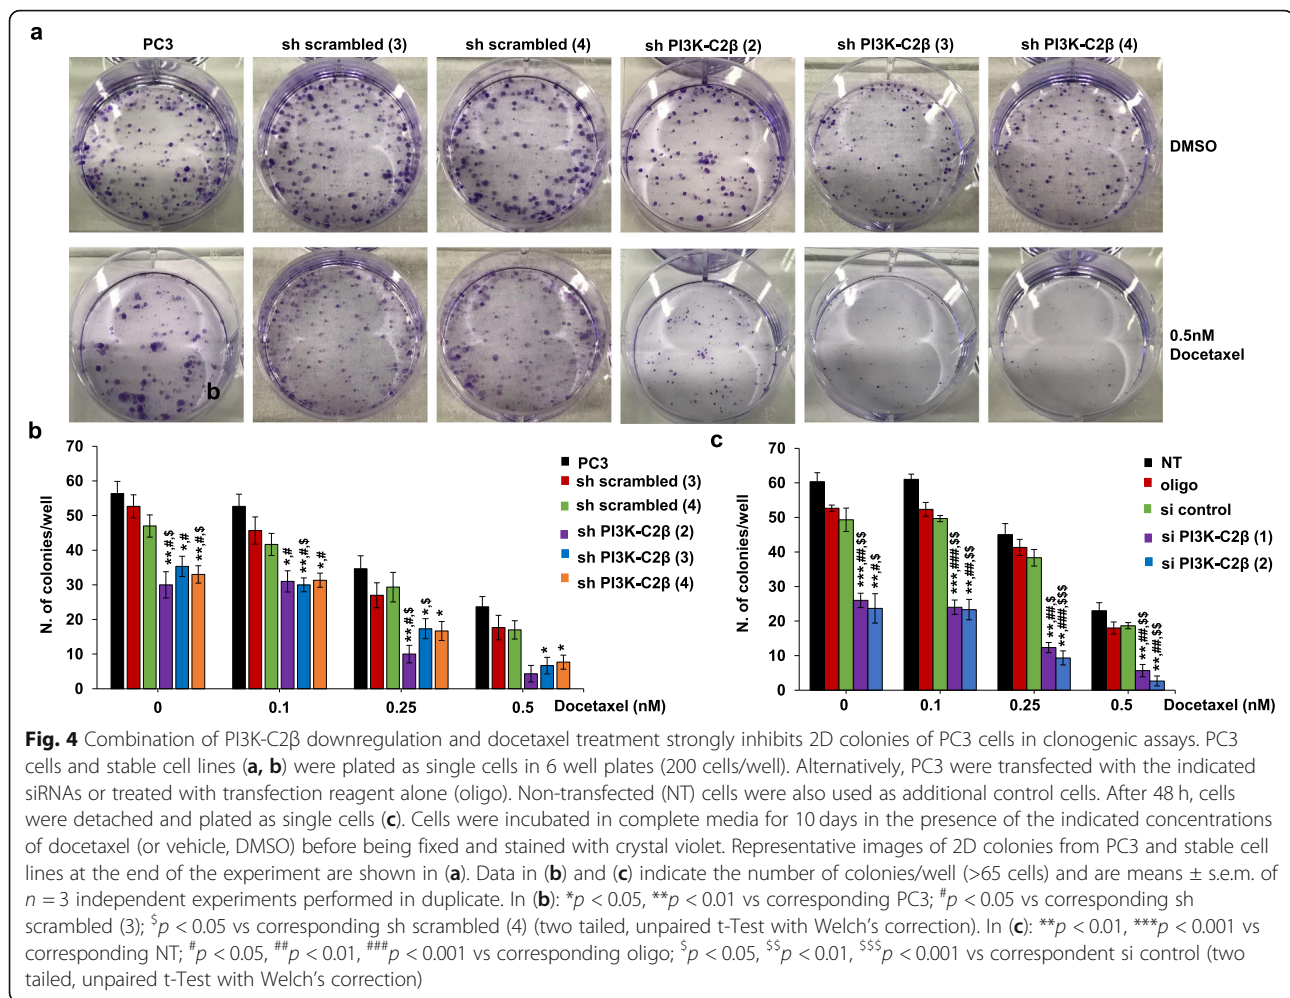 a
PC3 sh scrambled (3) sh scrambled (4) sh PI3K-C2β (2) sh PI3K-C2β (3) sh PI3K-C2β (4)
DMSO
0.5nM
Docetaxel
b
b
N. of colonies/well
70
60
50
40
30
20
10
0
**,#,$ *,# **,#,$
*,# **,#,$ *,#
**,#,$ *,$ *
* *
0 0.1 0.25 0.5 Docetaxel (nM)
PC3
sh scrambled (3)
sh scrambled (4)
sh PI3K-C2β (2)
sh PI3K-C2β (3)
sh PI3K-C2β (4)
c
N. of colonies/well
70
60
50
40
30
20
10
0
***,##,$$ **,#,$
***,###,$$ **,##,$$
**,##,$ **,###,$$$
**,##,$$ **,##,$$
0 0.1 0.25 0.5 Docetaxel (nM)
NT
oligo
si control
si PI3K-C2β (1)
si PI3K-C2β (2)
Fig. 4 Combination of PI3K-C2β downregulation and docetaxel treatment strongly inhibits 2D colonies of PC3 cells in clonogenic assays. PC3
cells and stable cell lines (a, b) were plated as single cells in 6 well plates (200 cells/well). Alternatively, PC3 were transfected with the indicated
siRNAs or treated with transfection reagent alone (oligo). Non-transfected (NT) cells were also used as additional control cells. After 48 h, cells
were detached and plated as single cells (c). Cells were incubated in complete media for 10 days in the presence of the indicated concentrations
of docetaxel (or vehicle, DMSO) before being fixed and stained with crystal violet. Representative images of 2D colonies from PC3 and stable cell
lines at the end of the experiment are shown in (a). Data in (b) and (c) indicate the number of colonies/well (>65 cells) and are means ± s.e.m. of
n = 3 independent experiments performed in duplicate. In (b): *p < 0.05, **p < 0.01 vs corresponding PC3; #p < 0.05 vs corresponding sh
scrambled (3); $p < 0.05 vs corresponding sh scrambled (4) (two tailed, unpaired t-Test with Welch's correction). In (c): **p < 0.01, ***p < 0.001 vs
corresponding NT; #p < 0.05, ##p < 0.01, ###p < 0.001 vs corresponding oligo; $p < 0.05, $$p < 0.01, $$$p < 0.001 vs correspondent si control (two
tailed, unpaired t-Test with Welch's correction)